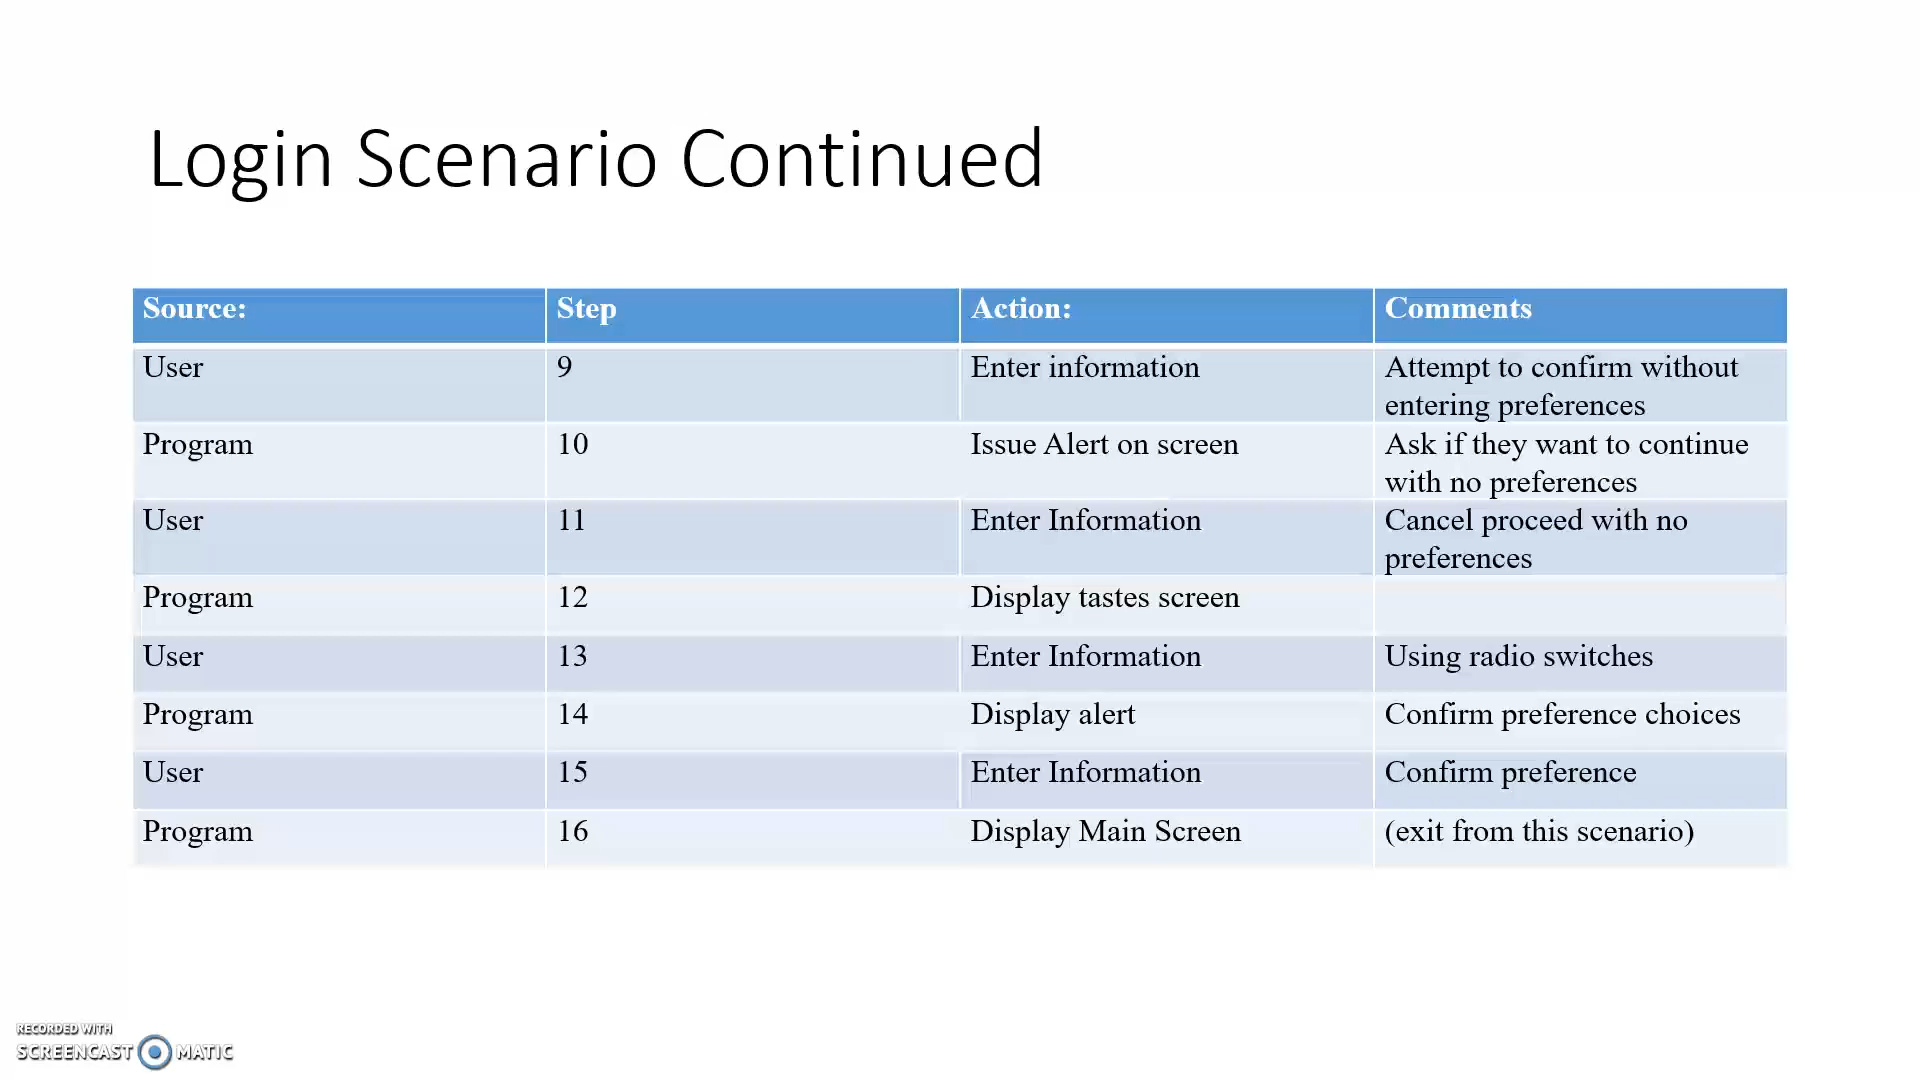 Login Scenario Continued
Source: Step Action: Comments
User 9 Enter information Attempt to confirm without
entering preferences
Program 10 Issue Alert on screen Ask if they want to continue
with no preferences
User 11 Enter Information Cancel proceed with no
preferences
Program 12 Display tastes screen
User 13 Enter Information Using radio switches
Program 14 Display alert Confirm preference choices
User 15 Enter Information Confirm preference
Program 16 Display Main Screen (exit from this scenario)
RECORDED WITH
SCREENCAST MATIC